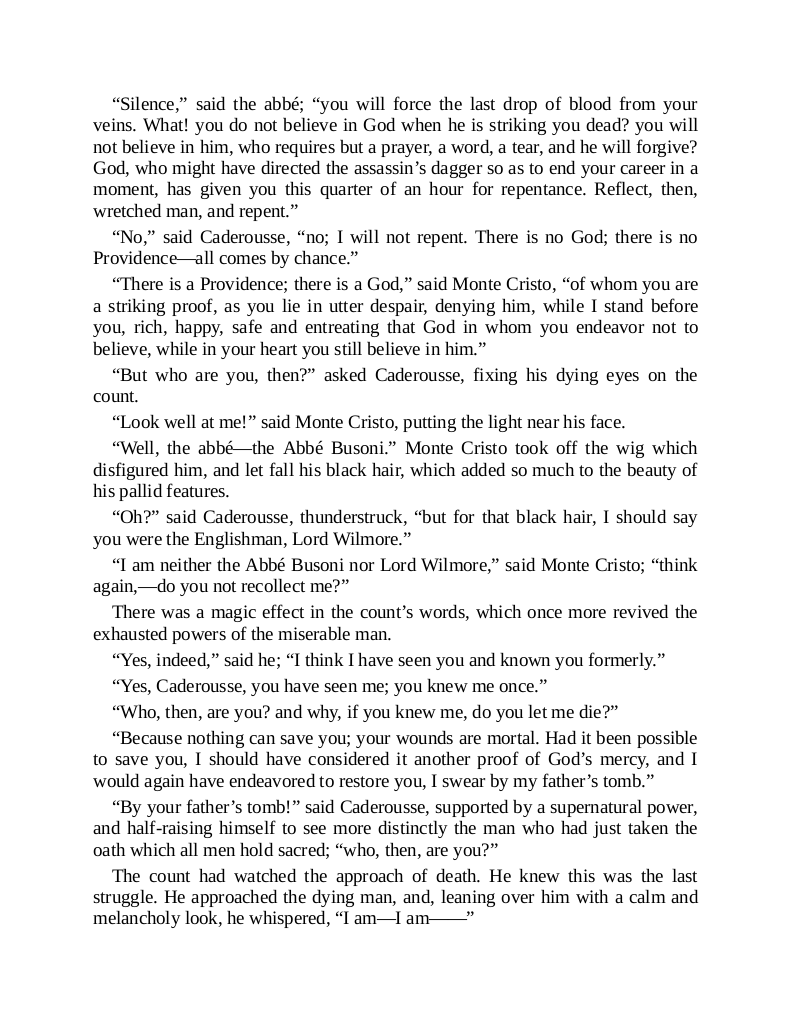 “Silence,” said the abbé; “you will force the last drop of blood from your
veins. What! you do not believe in God when he is striking you dead? you will
not believe in him, who requires but a prayer, a word, a tear, and he will forgive?
God, who might have directed the assassin’s dagger so as to end your career in a
moment, has given you this quarter of an hour for repentance. Reflect, then,
wretched man, and repent.”
“No,” said Caderousse, “no; I will not repent. There is no God; there is no
Providence—all comes by chance.”
“There is a Providence; there is a God,” said Monte Cristo, “of whom you are
a striking proof, as you lie in utter despair, denying him, while I stand before
you, rich, happy, safe and entreating that God in whom you endeavor not to
believe, while in your heart you still believe in him.”
“But who are you, then?” asked Caderousse, fixing his dying eyes on the
count.
“Look well at me!” said Monte Cristo, putting the light near his face.
“Well, the abbé—the Abbé Busoni.” Monte Cristo took off the wig which
disfigured him, and let fall his black hair, which added so much to the beauty of
his pallid features.
“Oh?” said Caderousse, thunderstruck, “but for that black hair, I should say
you were the Englishman, Lord Wilmore.”
“I am neither the Abbé Busoni nor Lord Wilmore,” said Monte Cristo; “think
again,—do you not recollect me?”
There was a magic effect in the count’s words, which once more revived the
exhausted powers of the miserable man.
“Yes, indeed,” said he; “I think I have seen you and known you formerly.”
“Yes, Caderousse, you have seen me; you knew me once.”
“Who, then, are you? and why, if you knew me, do you let me die?”
“Because nothing can save you; your wounds are mortal. Had it been possible
to save you, I should have considered it another proof of God’s mercy, and I
would again have endeavored to restore you, I swear by my father’s tomb.”
“By your father’s tomb!” said Caderousse, supported by a supernatural power,
and half-raising himself to see more distinctly the man who had just taken the
oath which all men hold sacred; “who, then, are you?”
The count had watched the approach of death. He knew this was the last
struggle. He approached the dying man, and, leaning over him with a calm and
melancholy look, he whispered, “I am—I am——”